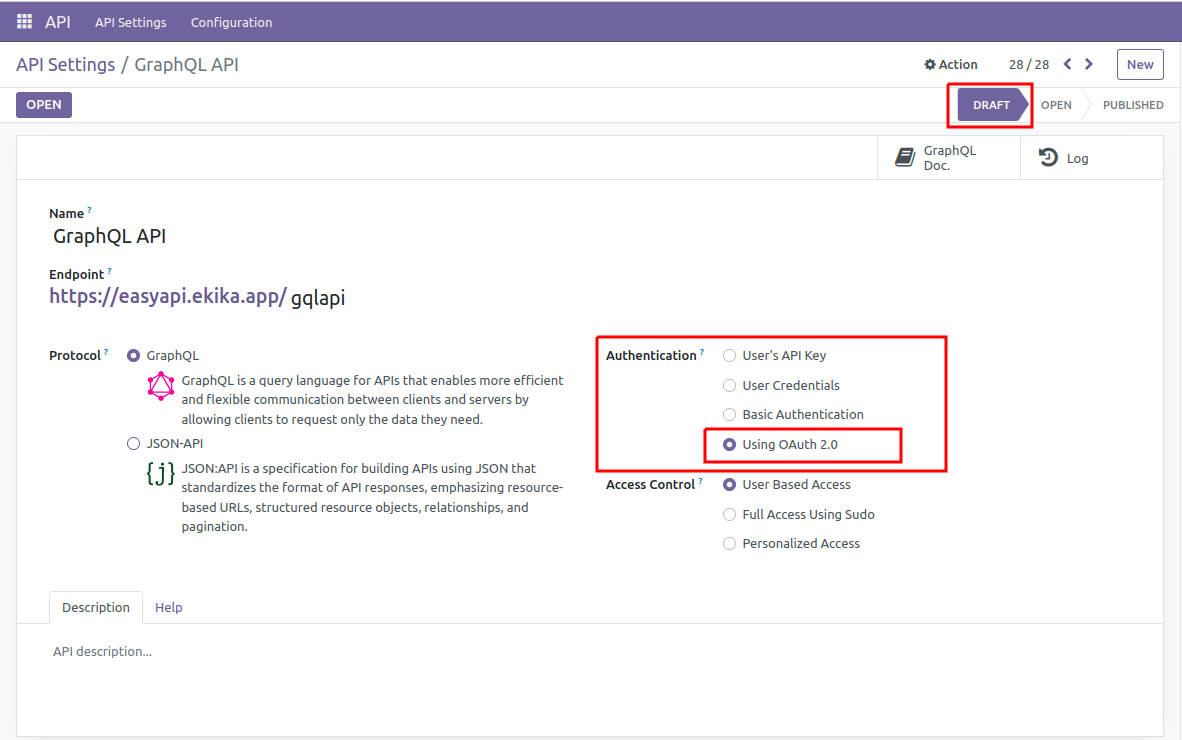 API API Settings Configuration
API Settings / GraphQL API Action 28 / 28 New
OPEN DRAFT OPEN PUBLISHED
GraphQL
Doc.
Log
Name ?
GraphQL API
Endpoint ?
https://easyapi.ekika.app/ gqlapi
Protocol ? GraphQL
GraphQL is a query language for APIs that enables more efficient
and flexible communication between clients and servers by
allowing clients to request only the data they need.
JSON-API
{j} JSON:API is a specification for building APIs using JSON that
standardizes the format of API responses, emphasizing resource-
based URLs, structured resource objects, relationships, and
pagination.
Authentication ? User's API Key
User Credentials
Basic Authentication
Using OAuth 2.0
Access Control ? User Based Access
Full Access Using Sudo
Personalized Access
Description Help
API description...